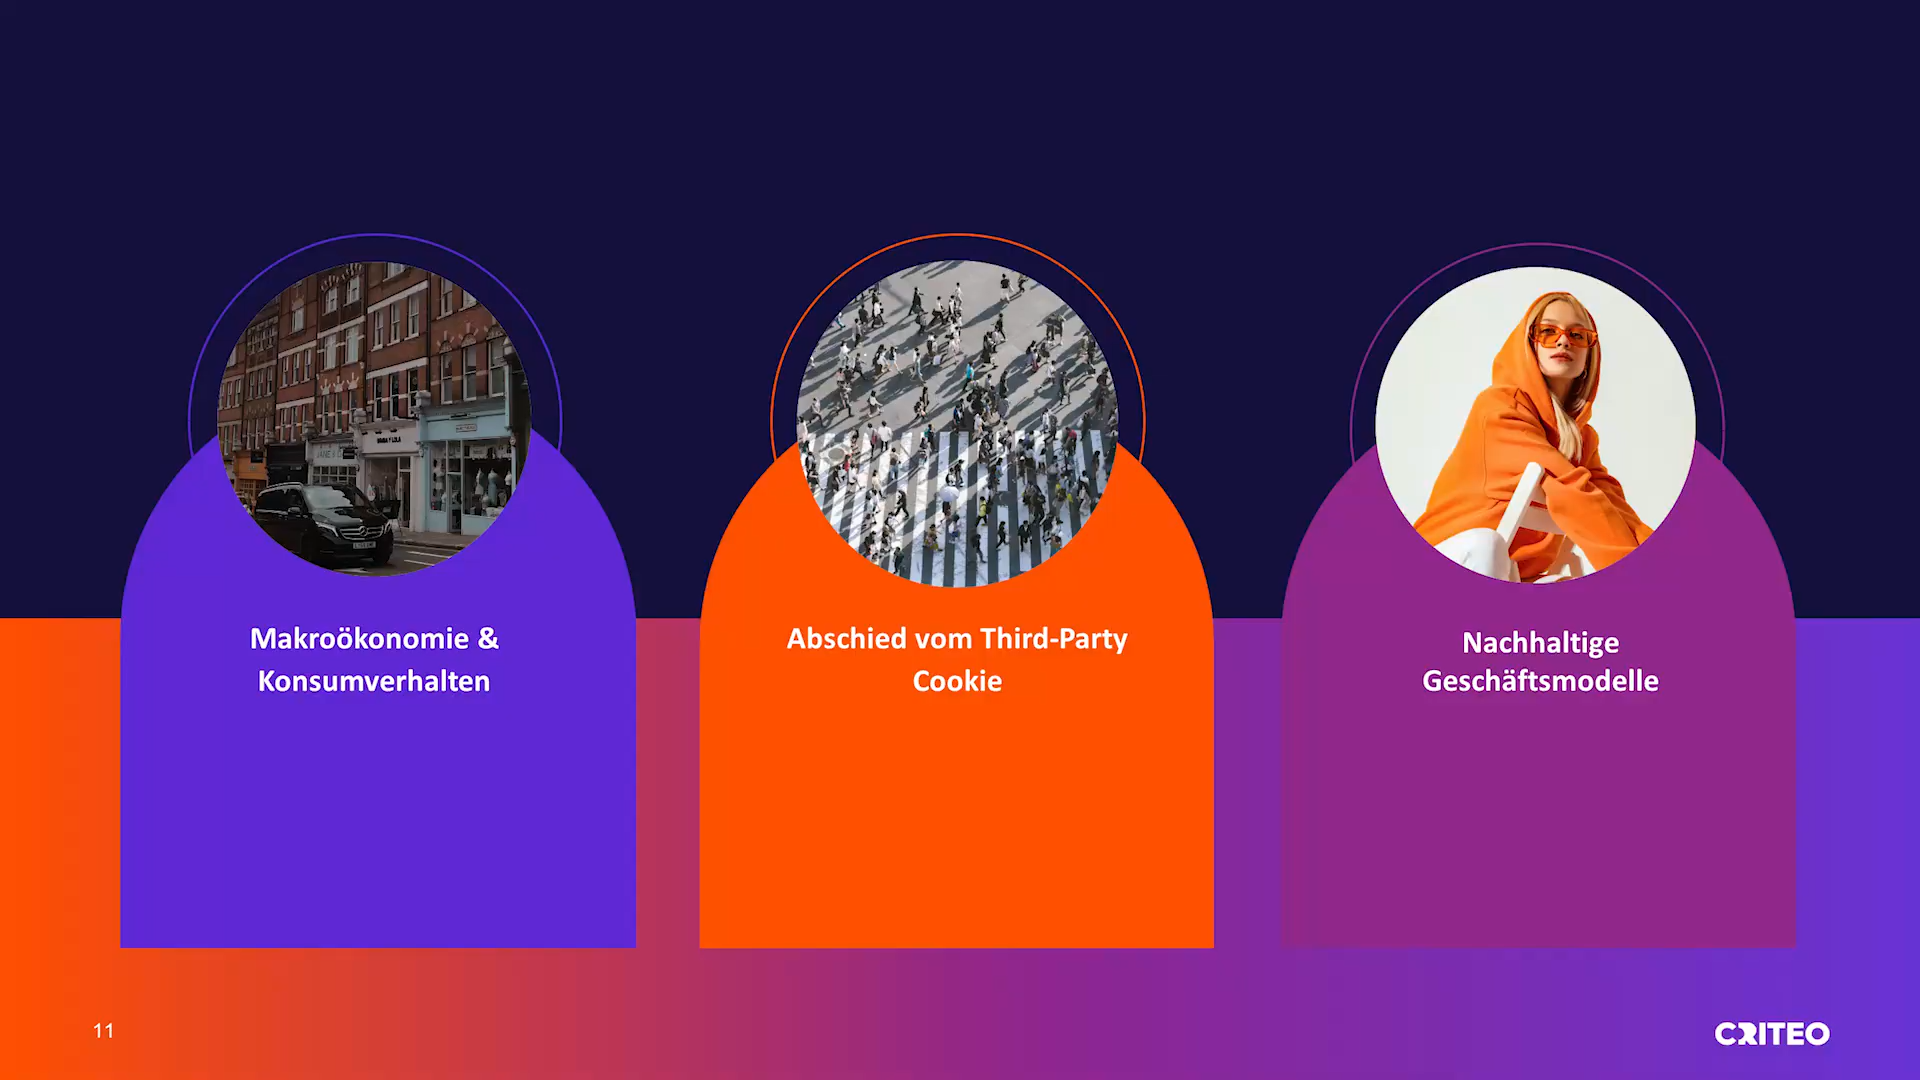 Makroökonomie &
Konsumverhalten
Abschied vom Third-Party
Cookie
Nachhaltige
Geschäftsmodelle
11
CRITEO